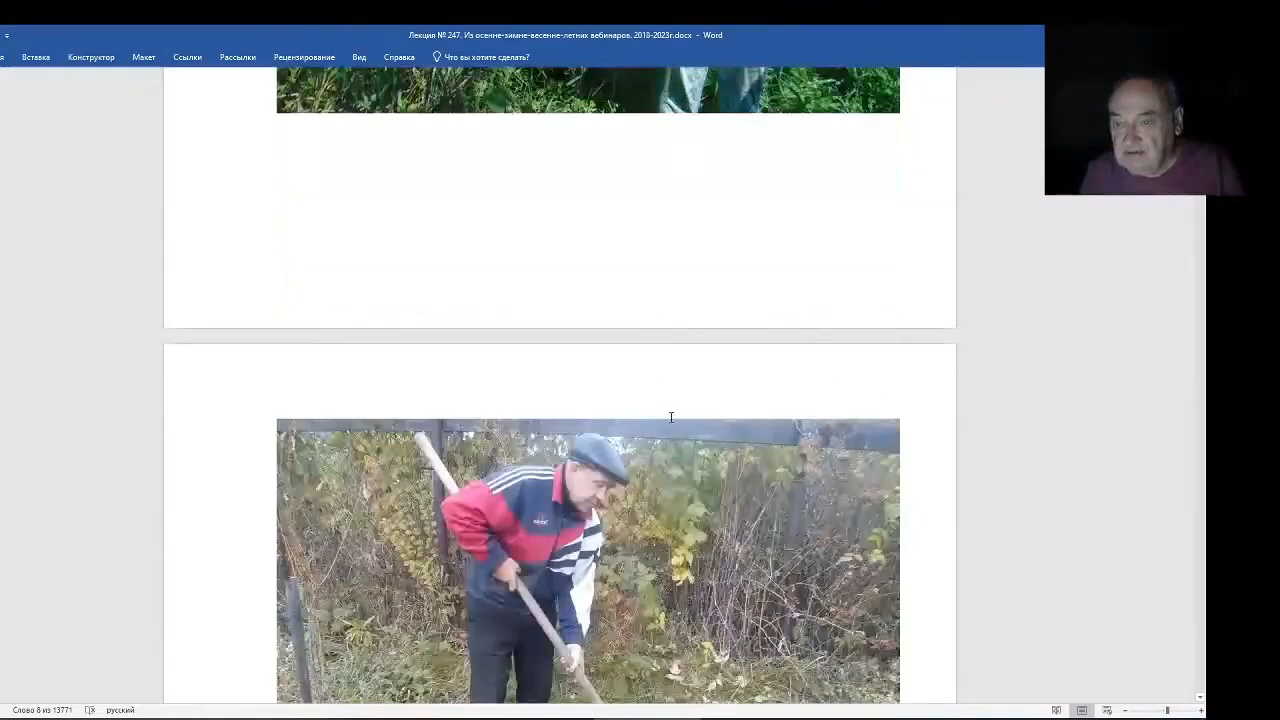 Лекция № 247. Из осенне-зимне-весенне-летних вебинаров. 2018-2023г.docx - Word
я Вставка Конструктор Макет Ссылки Рассылки Рецензирование Вид Справка Что вы хотите сделать?
adidas
Слово 8 из 13771 русский